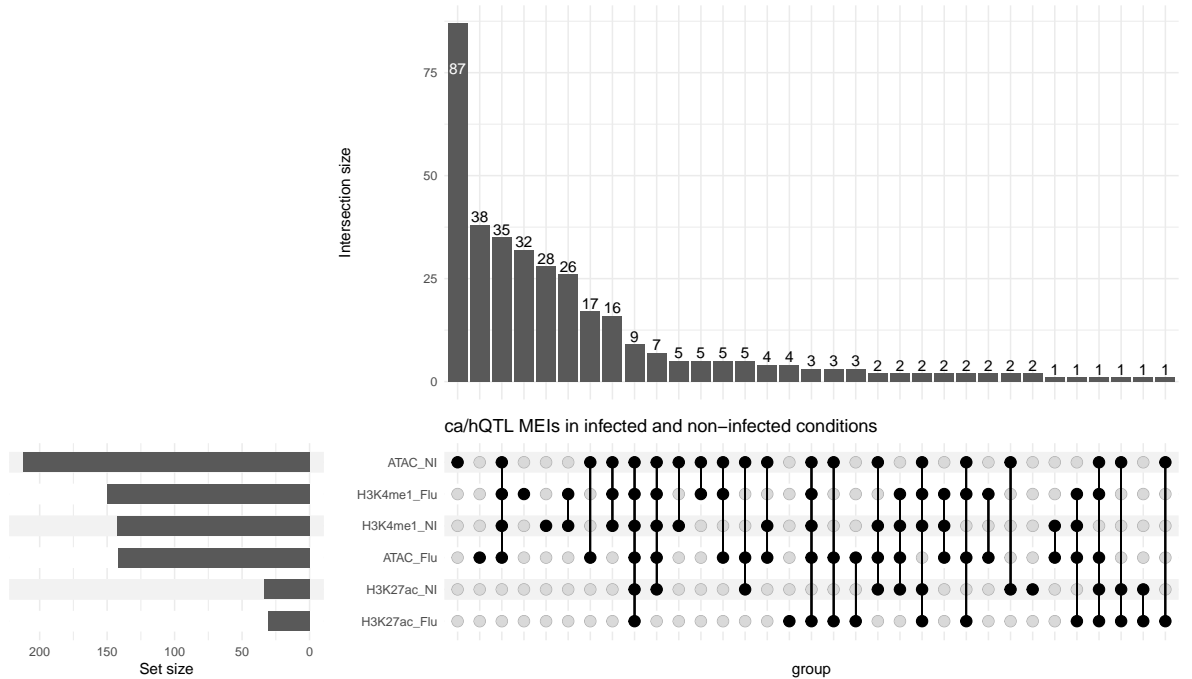 87
75
Intersection size
50
38
35
32
28
26
25
17
16
9
7
5 5 5 5
4 4
3 3 3
2 2 2 2 2 2 2 2
1 1 1 1 1 1
0
ca/hQTL MEIs in infected and non−infected conditions
ATAC_NI
H3K4me1_Flu
H3K4me1_NI
ATAC_Flu
H3K27ac_NI
H3K27ac_Flu
200 150 100 50 0
Set size
group